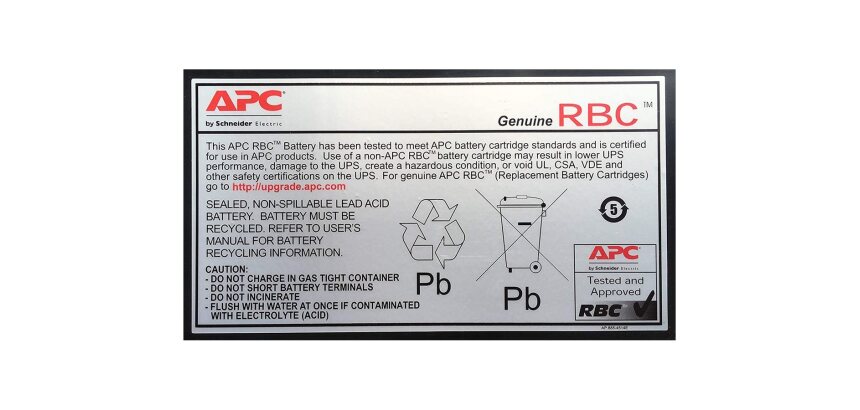 APC
by Schneider Electric
Genuine RBC™
This APC RBC™ Battery has been tested to meet APC battery cartridge standards and is certified
for use in APC products. Use of a non-APC RBC™ battery cartridge may result in lower UPS
performance, damage to the UPS, create a hazardous condition, or void UL, CSA, VDE and
other safety certifications on the UPS. For genuine APC RBC™ (Replacement Battery Cartridges)
go to http://upgrade.apc.com
SEALED, NON-SPILLABLE LEAD ACID
BATTERY. BATTERY MUST BE
RECYCLED. REFER TO USER'S
MANUAL FOR BATTERY
RECYCLING INFORMATION.
CAUTION:
- DO NOT CHARGE IN GAS TIGHT CONTAINER
- DO NOT SHORT BATTERY TERMINALS
- DO NOT INCINERATE
- FLUSH WITH WATER AT ONCE IF CONTAMINATED
WITH ELECTROLYTE (ACID)
Pb
Pb
5
APC
by Schneider Electric
Tested and
Approved
RBC